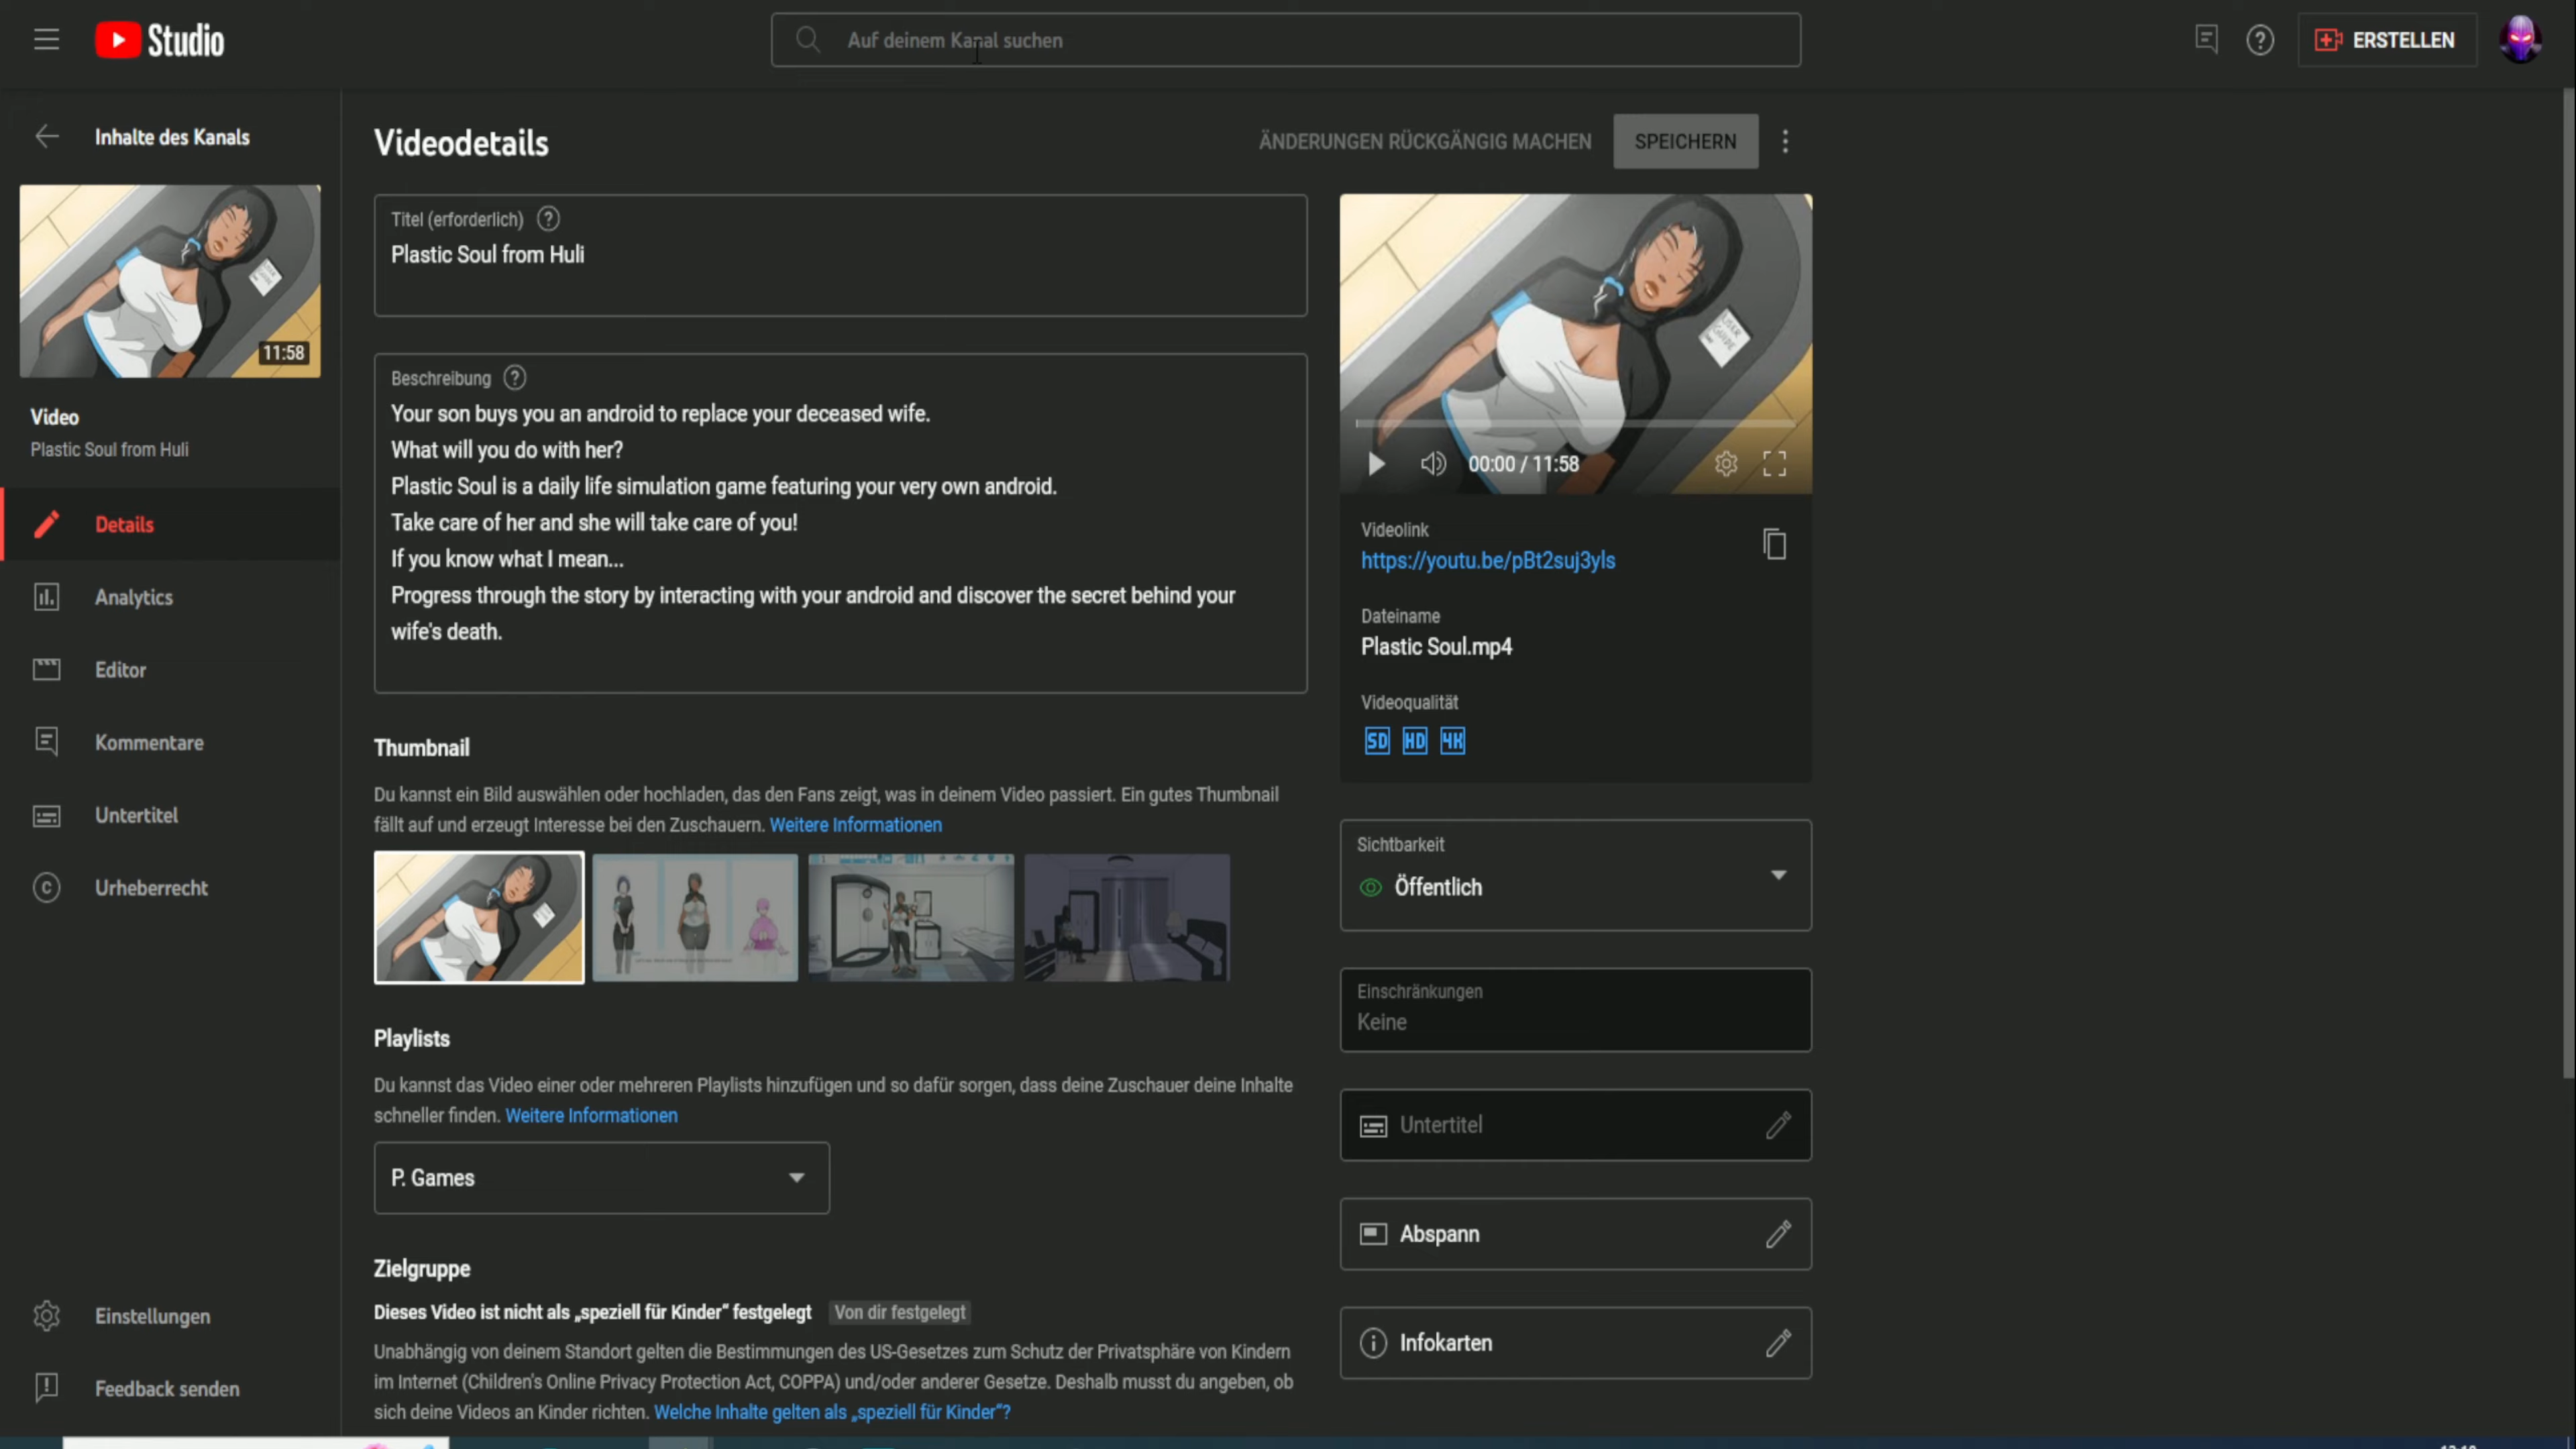 Studio
Auf deinem Kanal suchen
ERSTELLEN
Inhalte des Kanals
11:58
Video
Plastic Soul from Huli
Details
Analytics
Editor
Kommentare
Untertitel
Urheberrecht
Einstellungen
Feedback senden
Videodetails
ÄNDERUNGEN RÜCKGÄNGIG MACHEN
SPEICHERN
Titel (erforderlich)
Plastic Soul from Huli
Beschreibung
Your son buys you an android to replace your deceased wife.
What will you do with her?
Plastic Soul is a daily life simulation game featuring your very own android.
Take care of her and she will take care of you!
If you know what I mean...
Progress through the story by interacting with your android and discover the secret behind your
wife's death.
Thumbnail
Du kannst ein Bild auswählen oder hochladen, das den Fans zeigt, was in deinem Video passiert. Ein gutes Thumbnail
fällt auf und erzeugt Interesse bei den Zuschauern. Weitere Informationen
Playlists
Du kannst das Video einer oder mehreren Playlists hinzufügen und so dafür sorgen, dass deine Zuschauer deine Inhalte
schneller finden. Weitere Informationen
P. Games
Zielgruppe
Dieses Video ist nicht als „speziell für Kinder“ festgelegt Von dir festgelegt
Unabhängig von deinem Standort gelten die Bestimmungen des US-Gesetzes zum Schutz der Privatsphäre von Kindern
im Internet (Children's Online Privacy Protection Act, COPPA) und/oder anderer Gesetze. Deshalb musst du angeben, ob
sich deine Videos an Kinder richten. Welche Inhalte gelten als „speziell für Kinder“?
USER
GUIDE
00:00 / 11:58
Videolink
https://youtu.be/pBt2suj3yls
Dateiname
Plastic Soul.mp4
Videoqualität
SD HD 4K
Sichtbarkeit
Öffentlich
Einschränkungen
Keine
Untertitel
Abspann
Infokarten